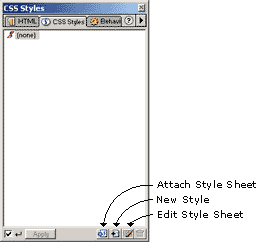 CSS Styles
HTML CSS Styles Behavi ?
(none)
Attach Style Sheet
New Style
Edit Style Sheet
Apply